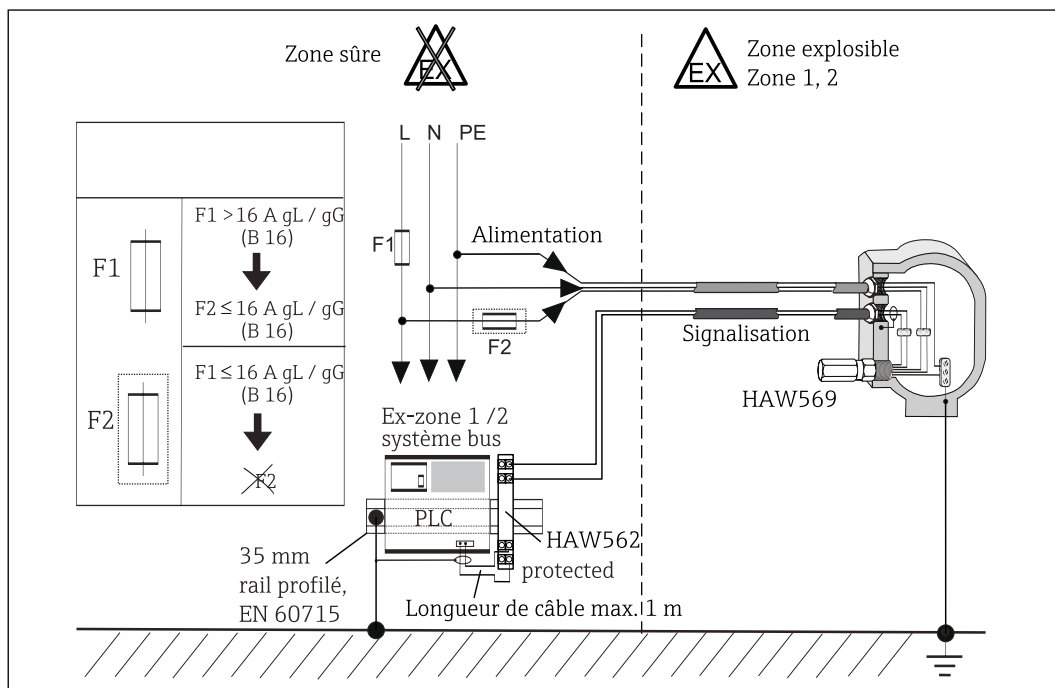 Zone sûre
EX
EX
Zone explosible
Zone 1, 2
L N PE
F1 >16 A gL / gG
(B 16)
F1
F2 ≤ 16 A gL / gG
(B 16)
F1 ≤ 16 A gL / gG
(B 16)
F2
F2
F1
Alimentation
F2
Signalisation
HAW569
Ex-zone 1 /2
système bus
PLC
HAW562
protected
35 mm
rail profilé,
EN 60715
Longueur de câble max. 1 m